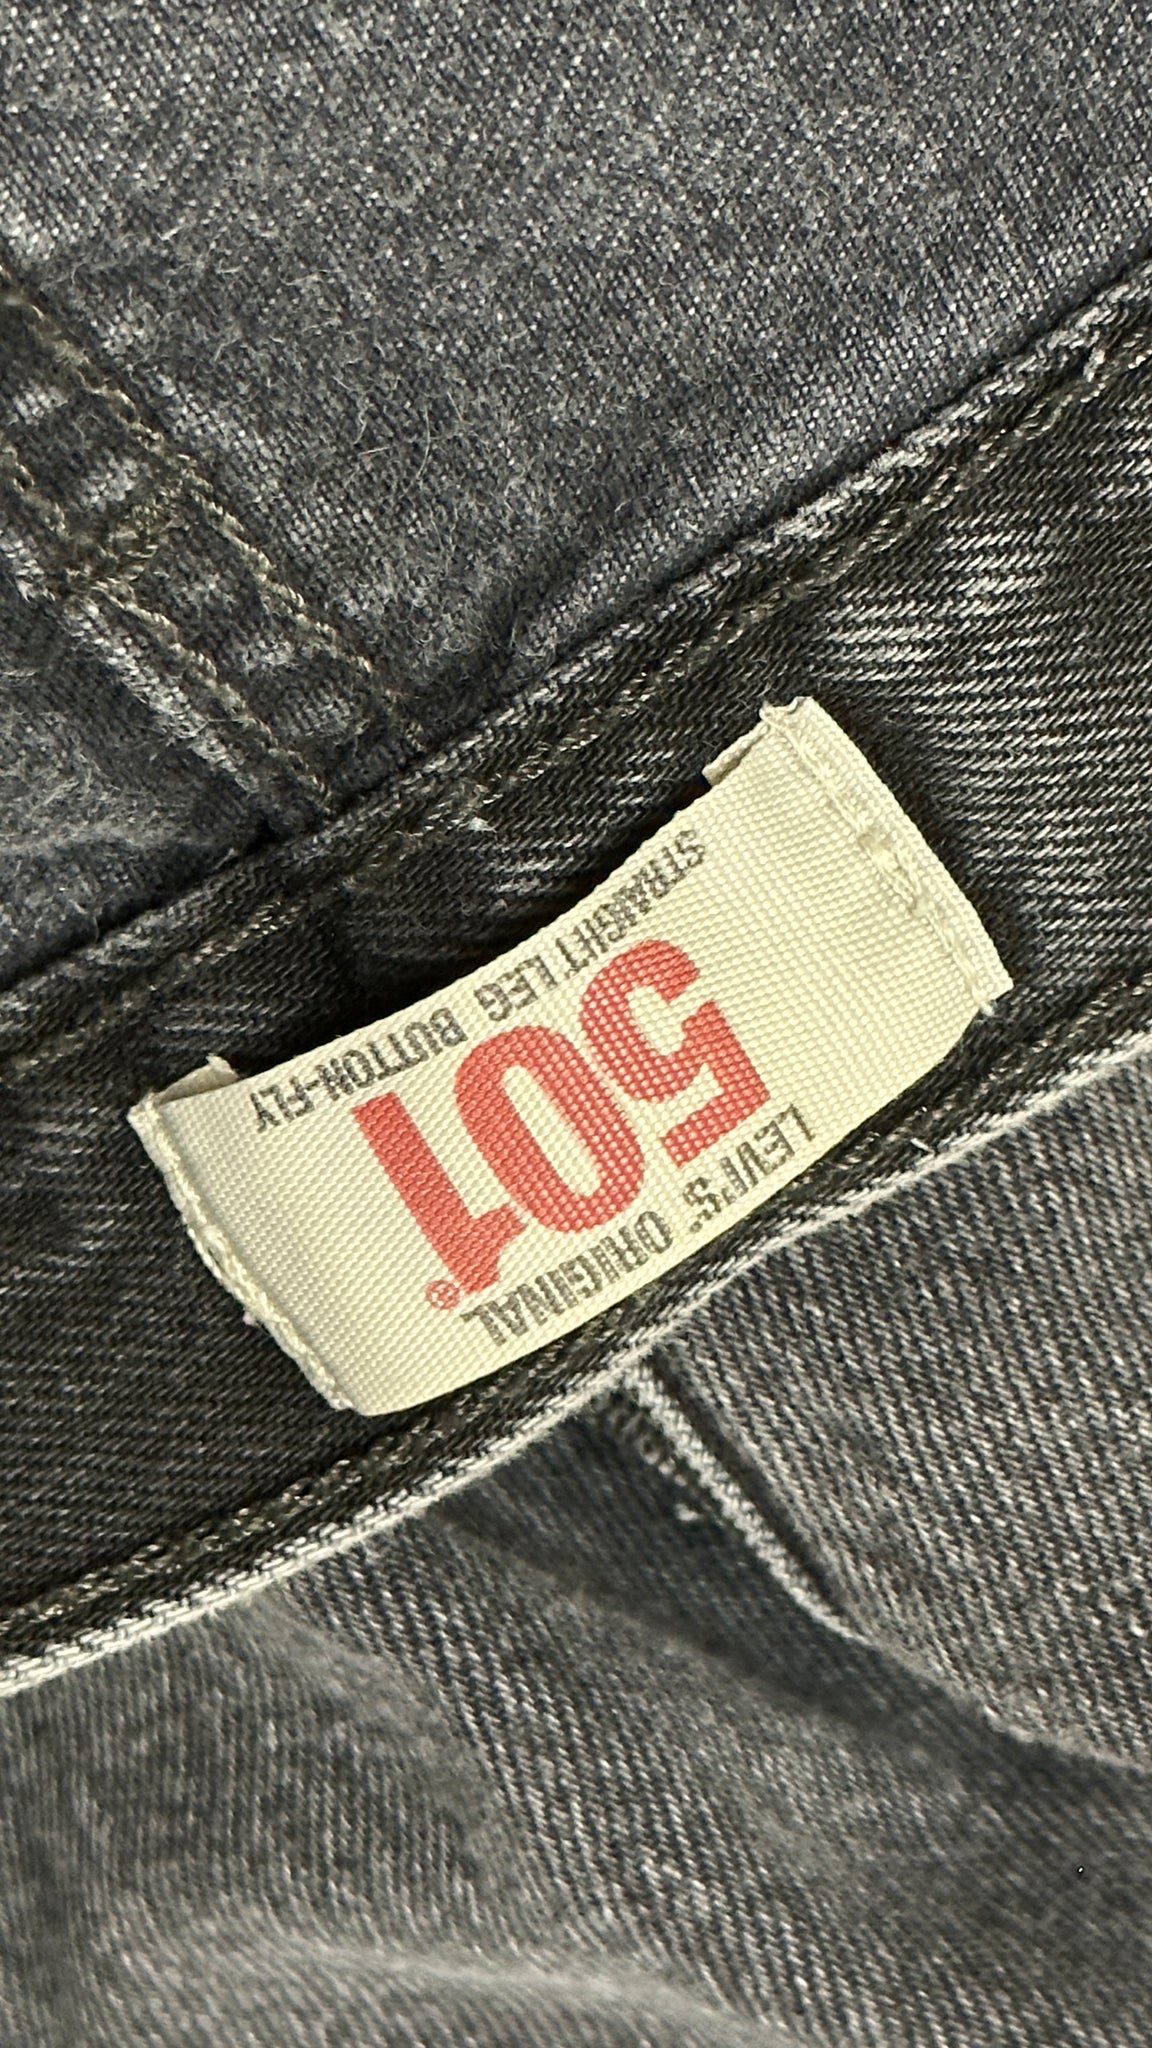 LEVI'S® ORIGINAL
501®
STRAIGHT LEG BUTTON-FLY